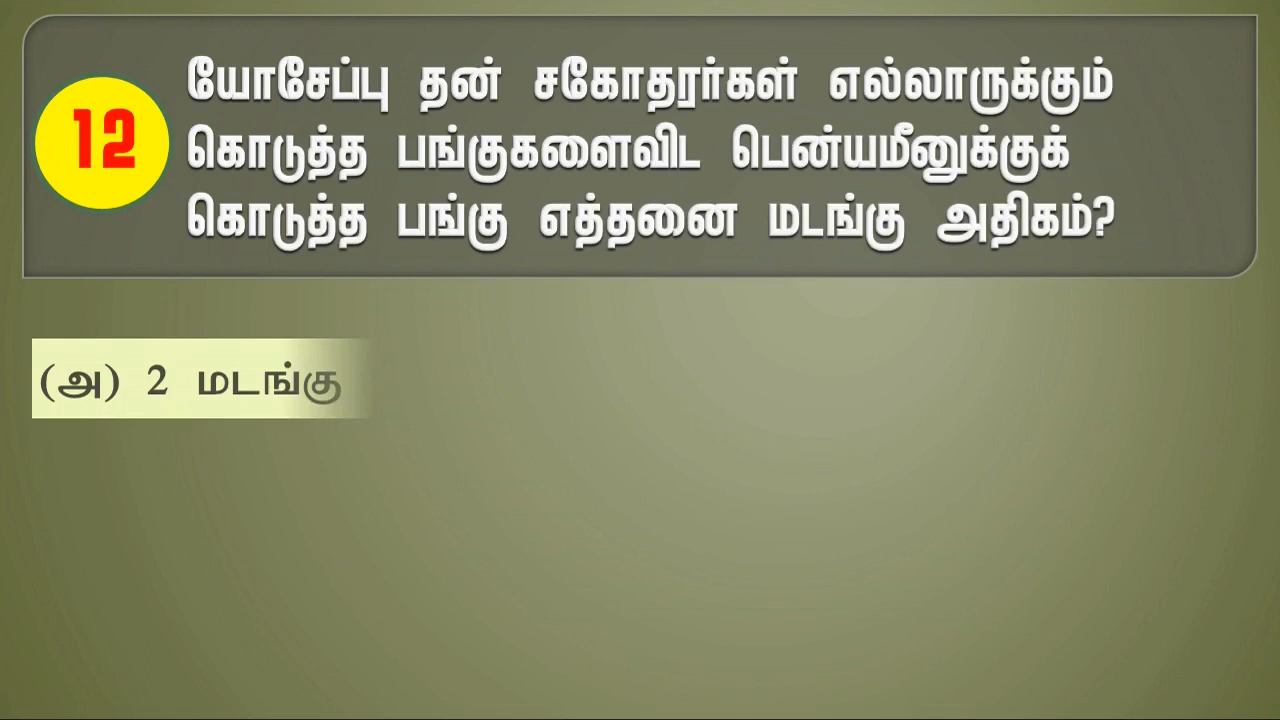 12
யோசேப்பு தன் சகோதரர்கள் எல்லாருக்கும்
கொடுத்த பங்குகளைவிட பென்யமீனுக்குக்
கொடுத்த பங்கு எத்தனை மடங்கு அதிகம்?
(அ) 2 மடங்கு